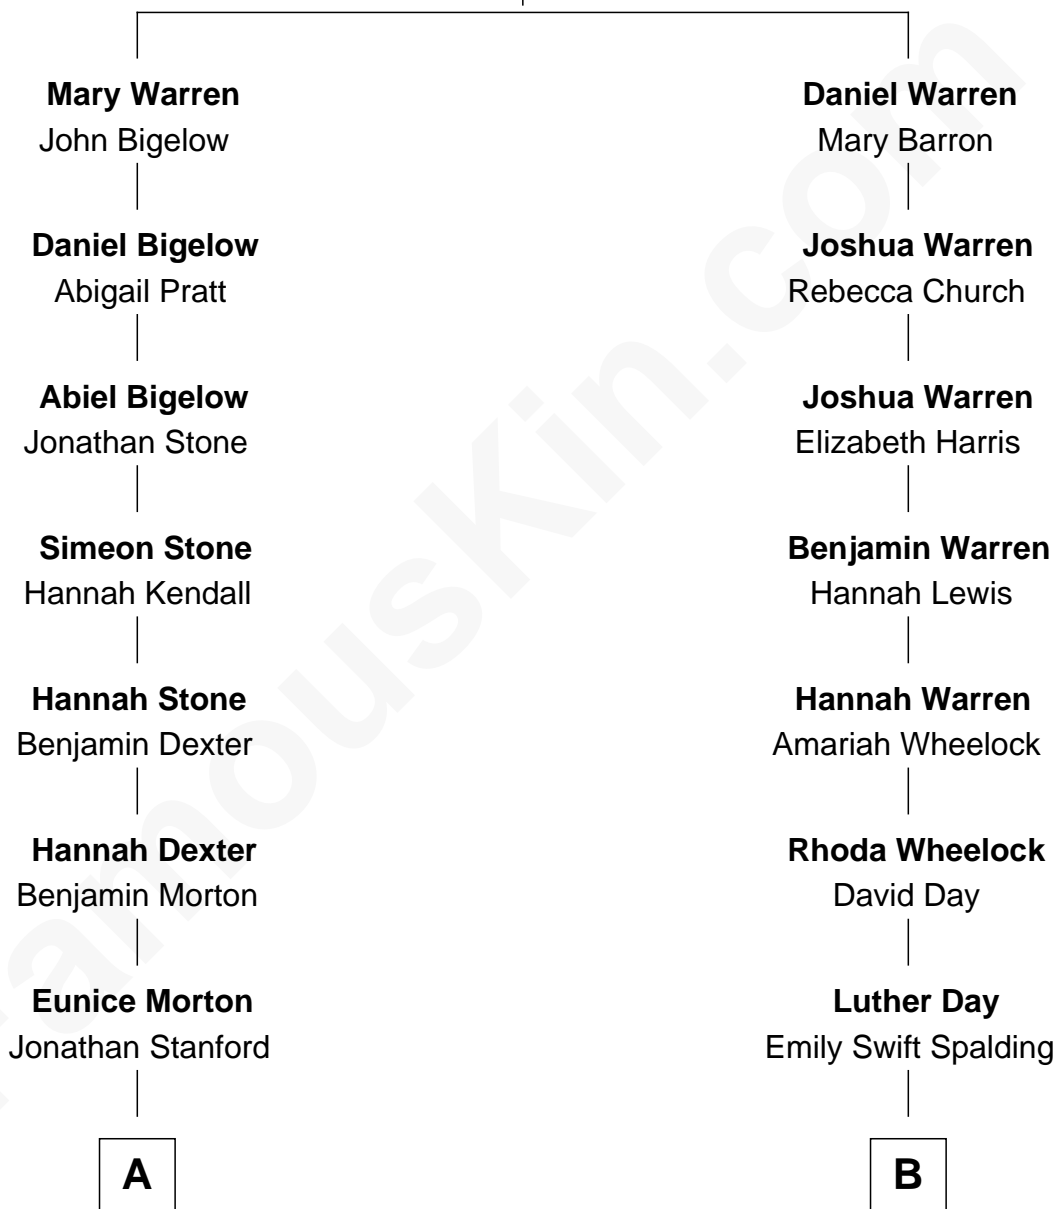 Mary Warren
John Bigelow
Daniel Bigelow
Abigail Pratt
Abiel Bigelow
Jonathan Stone
Simeon Stone
Hannah Kendall
Hannah Stone
Benjamin Dexter
Hannah Dexter
Benjamin Morton
Eunice Morton
Jonathan Stanford
A
Daniel Warren
Mary Barron
Joshua Warren
Rebecca Church
Joshua Warren
Elizabeth Harris
Benjamin Warren
Hannah Lewis
Hannah Warren
Amariah Wheelock
Rhoda Wheelock
David Day
Luther Day
Emily Swift Spalding
B
FamousKin.com